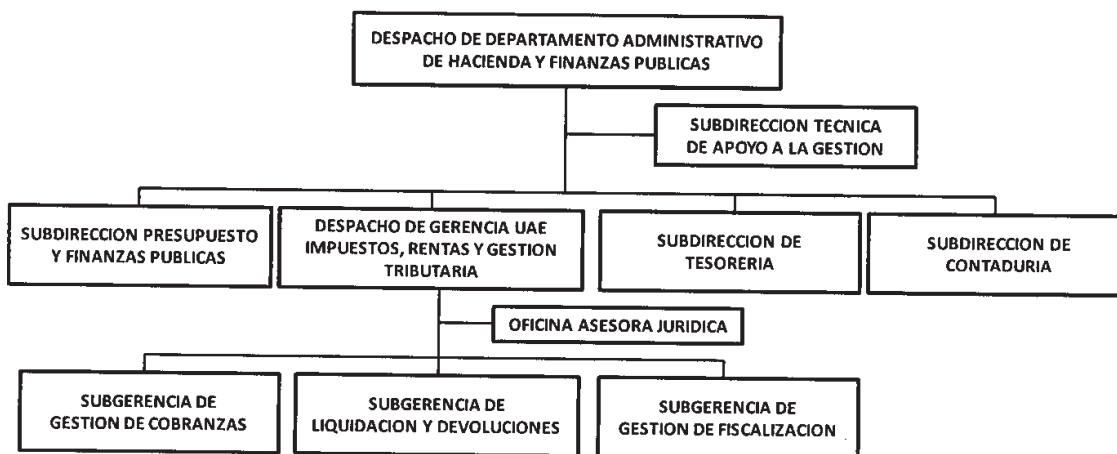 DESPACHO DE DEPARTAMENTO ADMINISTRATIVO
DE HACIENDA Y FINANZAS PUBLICAS
SUBDIRECCION TECNICA
DE APOYO A LA GESTION
SUBDIRECCION PRESUPUESTO
Y FINANZAS PUBLICAS
DESPACHO DE GERENCIA UAE
IMPUESTOS, RENTAS Y GESTION
TRIBUTARIA
SUBDIRECCION DE
TESORERIA
SUBDIRECCION DE
CONTADURIA
OFICINA ASESORA JURIDICA
SUBGERENCIA DE
GESTION DE COBRANZAS
SUBGERENCIA DE
LIQUIDACION Y DEVOLUCIONES
SUBGERENCIA DE
GESTION DE FISCALIZACION